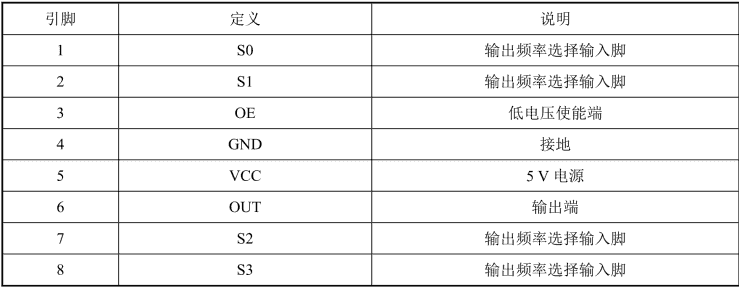 引脚 定义 说明
1 S0 输出频率选择输入脚
2 S1 输出频率选择输入脚
3 OE 低电压使能端
4 GND 接地
5 VCC 5 V 电源
6 OUT 输出端
7 S2 输出频率选择输入脚
8 S3 输出频率选择输入脚